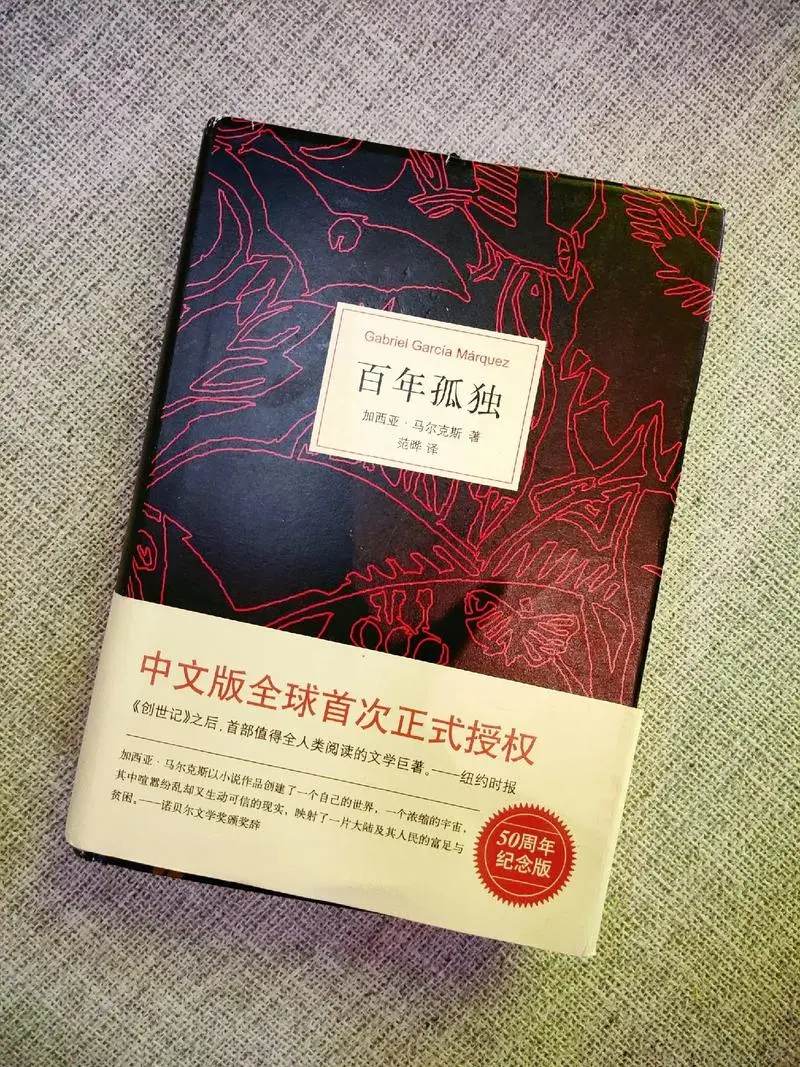 Gabriel García Márquez
百年孤独
加西亚·马尔克斯 著
范晔 译
中文版全球首次正式授权
《创世记》之后，首部值得全人类阅读的文学巨著。——纽约时报
加西亚·马尔克斯以小说作品创建了一个自己的世界，一个浓缩的宇宙，
其中喧嚣纷乱却又生动可信的现实，映射了一片大陆及其人民的富足与
贫困。——诺贝尔文学奖颁奖辞
50周年
纪念版